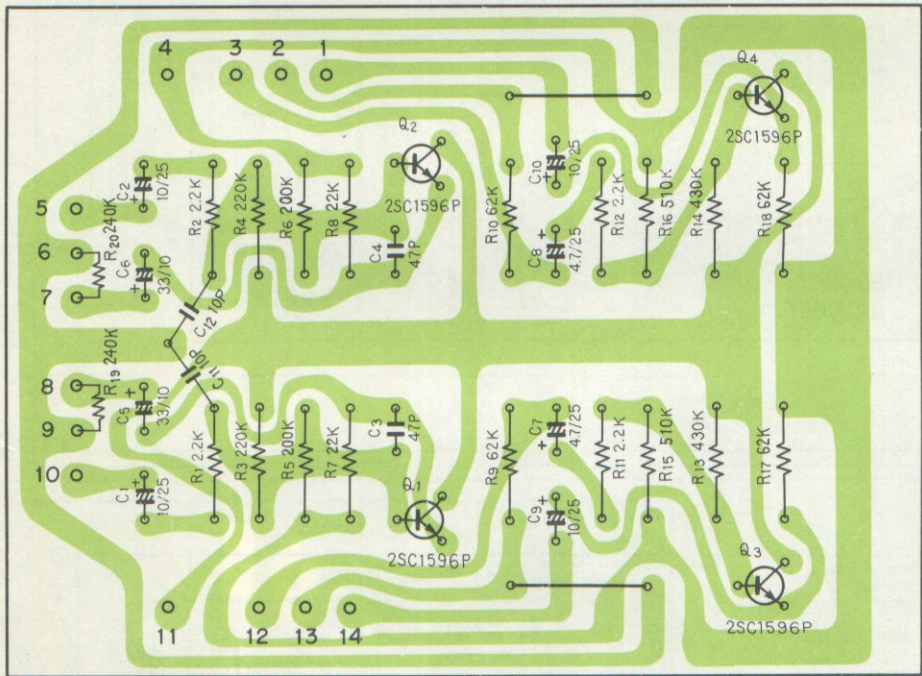 4
3
2
1
Q4
2SC1596P
Q2
2SC1596P
C2
10/25
R2 2.2K
R4 220K
R6 200K
R8 22K
C4
47P
R10 62K
C10
10/25
C8
4.7/25
R12 2.2K
R16 510K
R14 430K
R18 62K
5
6
7
R20 240K
C6
33/10
C12 10P
C11 10P
8
9
10
R19 240K
C5
33/10
C1
10/25
R1 2.2K
R3 220K
R5 200K
R7 22K
C3
47P
Q1
2SC1596P
R9 62K
C7
4.7/25
C9
10/25
R11 2.2K
R15 510K
R13 430K
R17 62K
Q3
2SC1596P
11
12
13
14